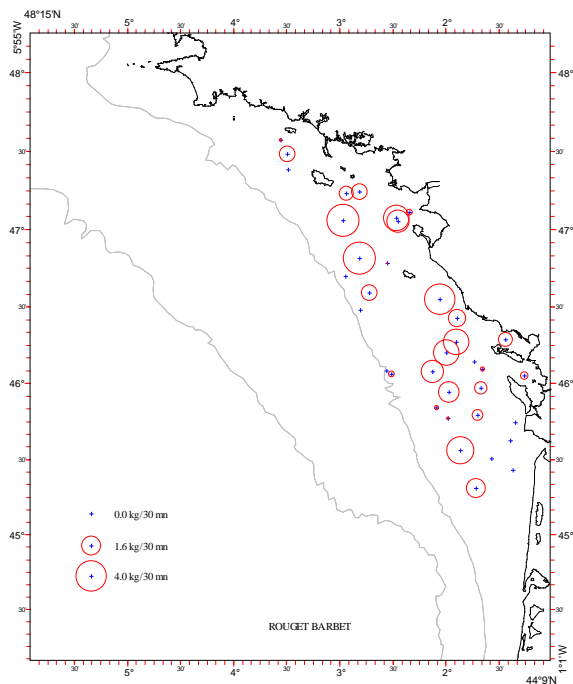 48°15'N
5°55'W
5° 4° 3° 2°
30' 30' 30' 30'
48° 48°
30' 30'
47° 47°
30' 30'
46° 46°
30' 30'
45° 45°
30' 30'
0.0 kg/30 mn
1.6 kg/30 mn
4.0 kg/30 mn
ROUGET BARBET
30' 30' 30' 30'
5° 4° 3° 2°
1°1'W
44°9'N